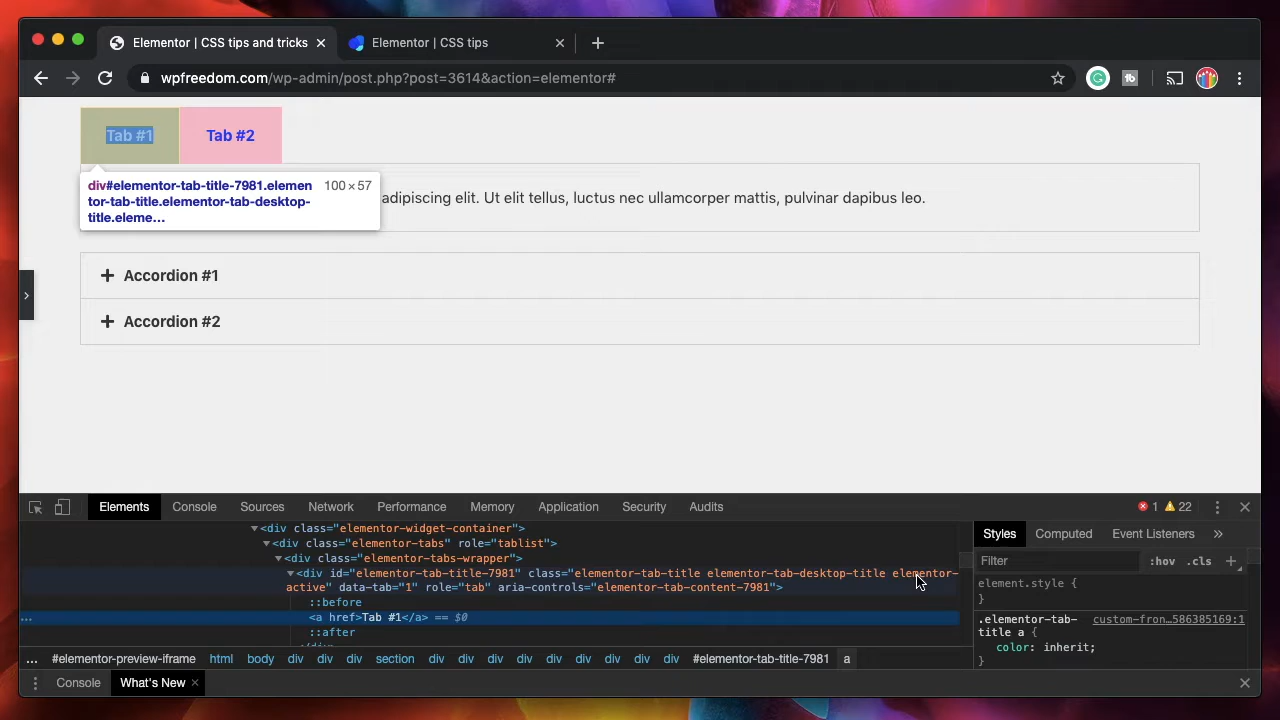 Elementor | CSS tips and tricks
Elementor | CSS tips
wpfreedom.com/wp-admin/post.php?post=3614&action=elementor#
Tab #1
Tab #2
div#elementor-tab-title-7981.elemen
tor-tab-title.elementor-tab-desktop-
title.eleme…
100 × 57
adipiscing elit. Ut elit tellus, luctus nec ullamcorper mattis, pulvinar dapibus leo.
Accordion #1
Accordion #2
Elements Console Sources Network Performance Memory Application Security Audits 1 22
<div class="elementor-widget-container">
<div class="elementor-tabs" role="tablist">
<div class="elementor-tabs-wrapper">
<div id="elementor-tab-title-7981" class="elementor-tab-title elementor-tab-desktop-title elementor-
active" data-tab="1" role="tab" aria-controls="elementor-tab-content-7981">
::before
<a href>Tab #1</a> == $0
::after
... #elementor-preview-iframe html body div div div section div div div div div div div div div #elementor-tab-title-7981 a
Styles Computed Event Listeners »
Filter :hov .cls +
element.style {
}
.elementor-tab- custom-fron…586385169:1
title a {
color: inherit;
}
Console What's New ×